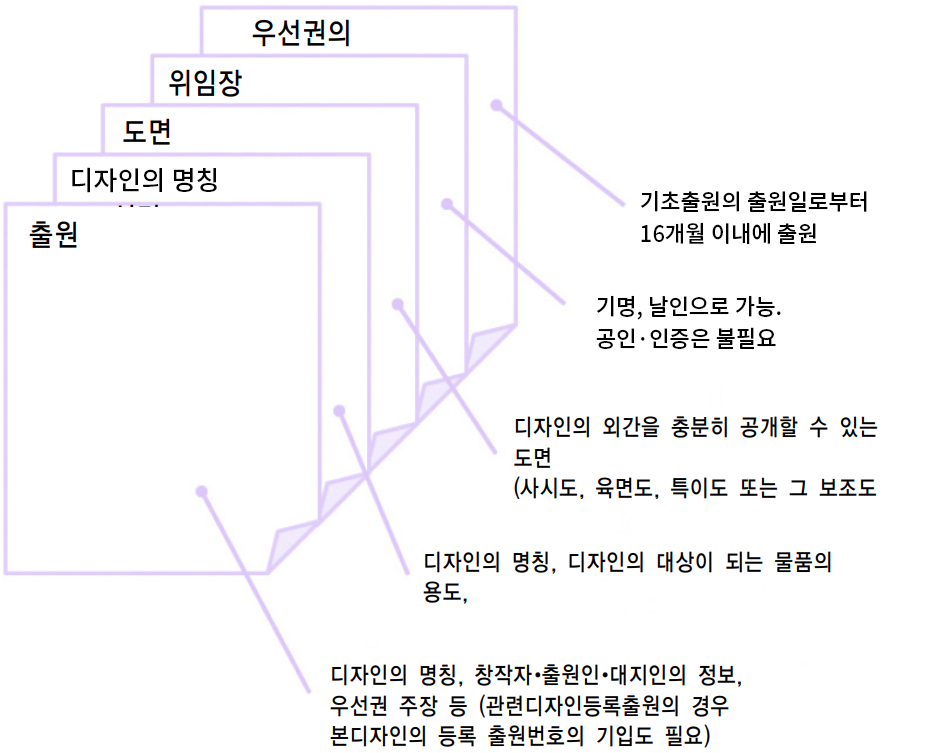 우선권의
위임장
도면
디자인의 명칭
출원
기초출원의 출원일로부터
16개월 이내에 출원
기명, 날인으로 가능.
공인·인증은 불필요
디자인의 외간을 충분히 공개할 수 있는
도면
(사시도, 육면도, 특이도 또는 그 보조도
디자인의 명칭, 디자인의 대상이 되는 물품의
용도,
디자인의 명칭, 창작자•출원인•대지인의 정보,
우선권 주장 등 (관련디자인등록출원의 경우
본디자인의 등록 출원번호의 기입도 필요)